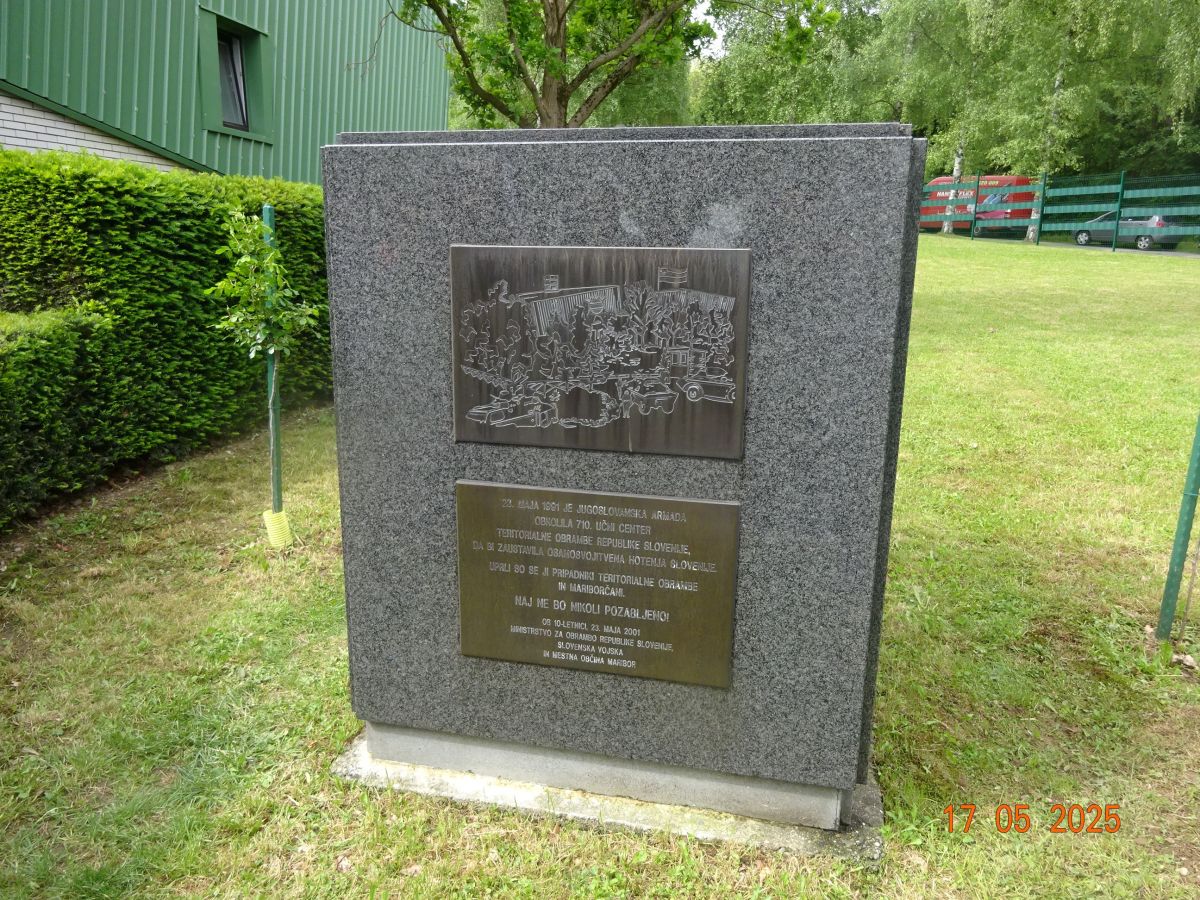 23. MAJA 1991 JE JUGOSLOVANSKA ARMADA
OBKOLILA 710. UČNI CENTER
TERITORIALNE OBRAMBE REPUBLIKE SLOVENIJE,
DA BI ZAUSTAVILA OSAMOSVOJITVENA HOTENJA SLOVENIJE.
UPRLI SO SE JI PRIPADNIKI TERITORIALNE OBRAMBE
IN MARIBORČANI.
NAJ NE BO NIKOLI POZABLJENO!
OB 10-LETNICI, 23. MAJA 2001
MINISTRSTVO ZA OBRAMBO REPUBLIKE SLOVENIJE,
SLOVENSKA VOJSKA
IN MESTNA OBČINA MARIBOR
17 05 2025